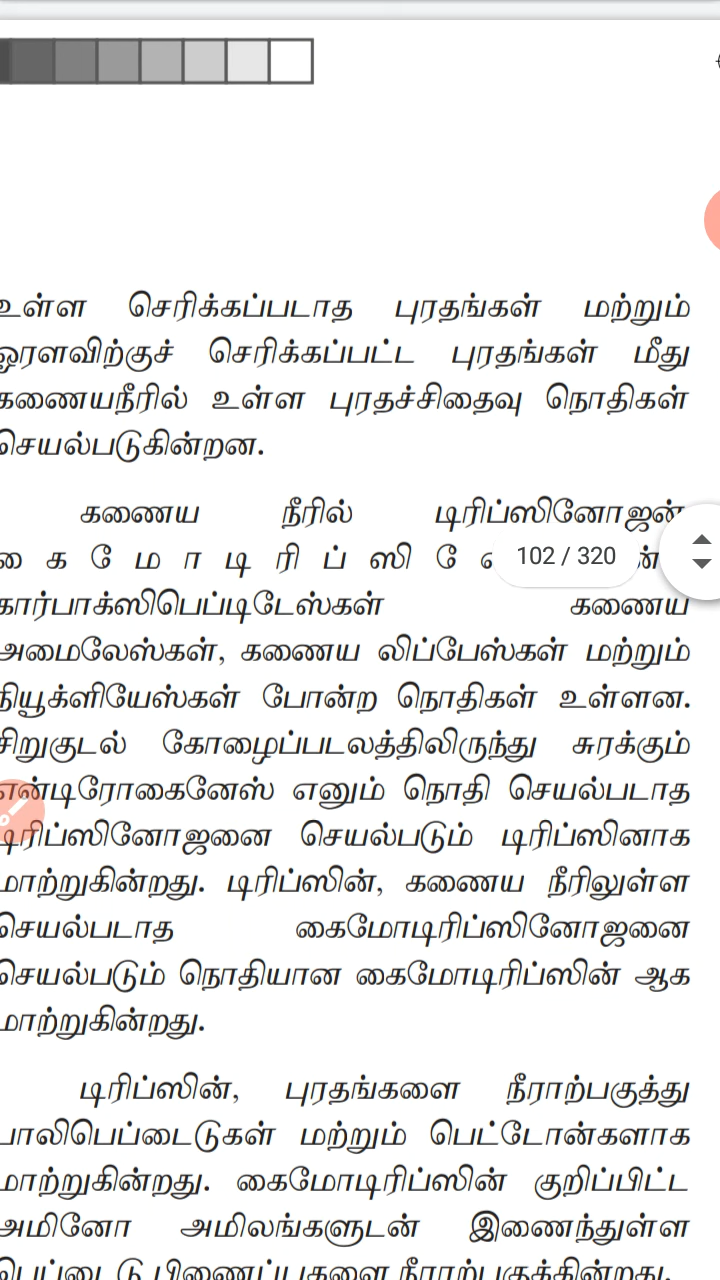 உள்ள செரிக்கப்படாத புரதங்கள் மற்றும்
ஓரளவிற்குச் செரிக்கப்பட்ட புரதங்கள் மீது
கணையநீரில் உள்ள புரதச்சிதைவு நொதிகள்
செயல்படுகின்றன.
கணைய நீரில் டிரிப்ஸினோஜன்
102 / 320
கார்பாக்ஸிபெப்டிடேஸ்கள் கணைய
அமைலேஸ்கள், கணைய லிப்பேஸ்கள் மற்றும்
நியூக்ளியேஸ்கள் போன்ற நொதிகள் உள்ளன.
சிறுகுடல் கோழைப்படலத்திலிருந்து சுரக்கும்
என்டிரோகைனேஸ் எனும் நொதி செயல்படாத
டிரிப்ஸினோஜனை செயல்படும் டிரிப்ஸினாக
மாற்றுகின்றது. டிரிப்ஸின், கணைய நீரிலுள்ள
செயல்படாத கைமோடிரிப்ஸினோஜனை
செயல்படும் நொதியான கைமோடிரிப்ஸின் ஆக
மாற்றுகின்றது.
டிரிப்ஸின், புரதங்களை நீராற்பகுத்து
பாலிபெப்டைடுகள் மற்றும் பெப்டோன்களாக
மாற்றுகின்றது. கைமோடிரிப்ஸின் குறிப்பிட்ட
அமினோ அமிலங்களுடன் இணைந்துள்ள
பெப்டைடு பிணைப்புகளை நீராற்பகுக்கின்றது.